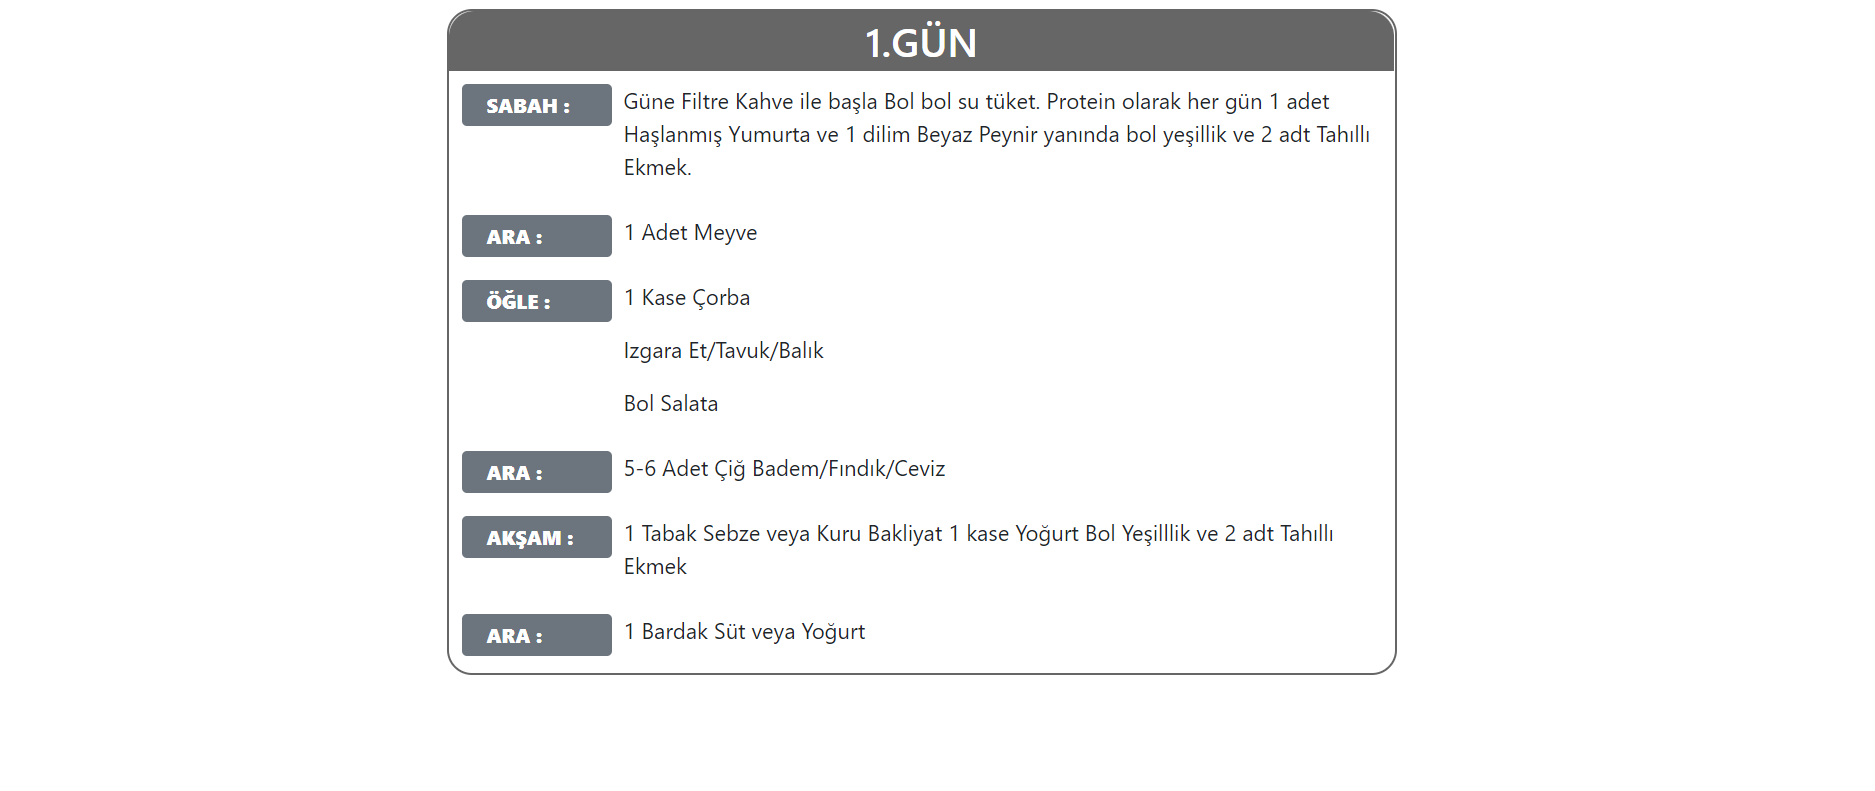 1.GÜN
SABAH :
Güne Filtre Kahve ile başla Bol bol su tüket. Protein olarak her gün 1 adet
Haşlanmış Yumurta ve 1 dilim Beyaz Peynir yanında bol yeşillik ve 2 adt Tahıllı
Ekmek.
ARA :
1 Adet Meyve
ÖĞLE :
1 Kase Çorba
Izgara Et/Tavuk/Balık
Bol Salata
ARA :
5-6 Adet Çiğ Badem/Fındık/Ceviz
AKŞAM :
1 Tabak Sebze veya Kuru Bakliyat 1 kase Yoğurt Bol Yeşilllik ve 2 adt Tahıllı
Ekmek
ARA :
1 Bardak Süt veya Yoğurt